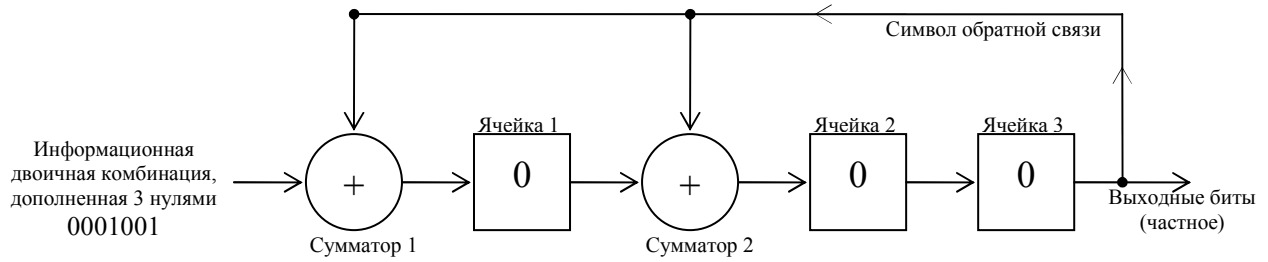 Символ обратной связи
Ячейка 1
Ячейка 2
Ячейка 3
Информационная
двоичная комбинация,
дополненная 3 нулями
0001001
+
0
+
0
0
Выходные биты
(частное)
Сумматор 1
Сумматор 2